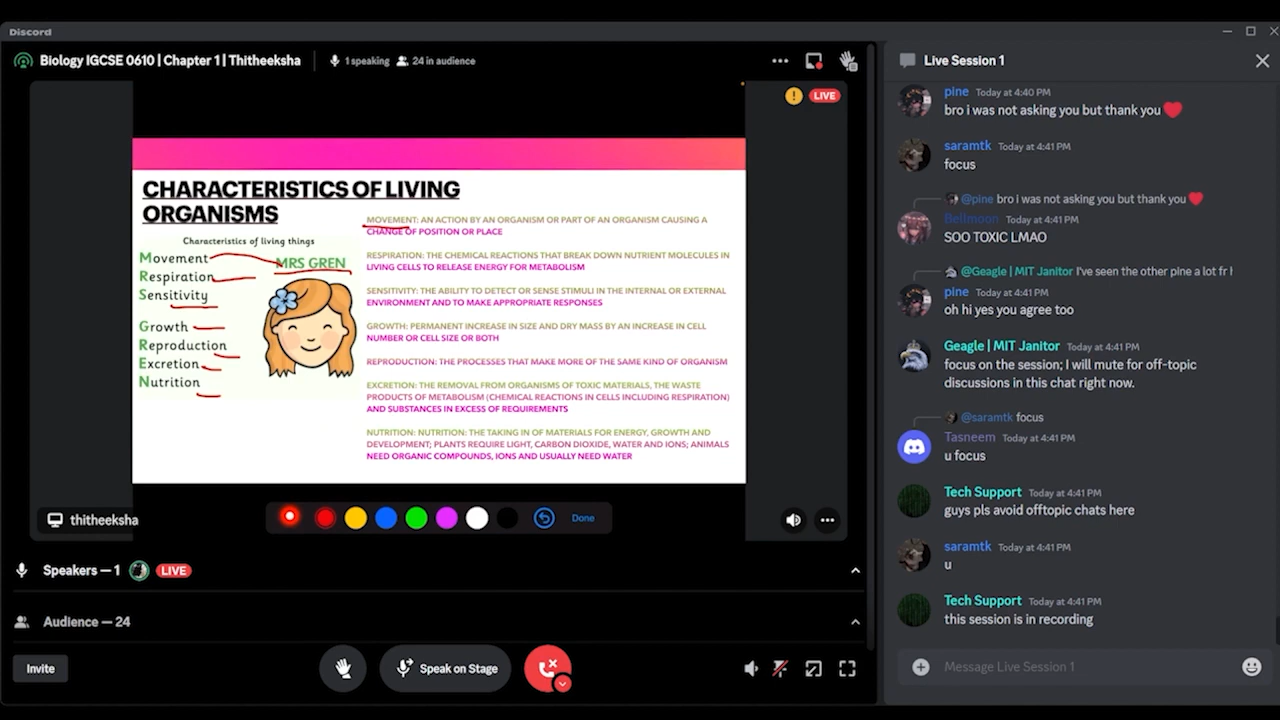 Discord
Biology IGCSE 0610 | Chapter 1 | Thitheeksha
1 speaking
24 in audience
LIVE
CHARACTERISTICS OF LIVING
ORGANISMS
Characteristics of living things
Movement
Respiration
Sensitivity
Growth
Reproduction
Excretion
Nutrition
MRS GREN
MOVEMENT: AN ACTION BY AN ORGANISM OR PART OF AN ORGANISM CAUSING A
CHANGE OF POSITION OR PLACE
RESPIRATION: THE CHEMICAL REACTIONS THAT BREAK DOWN NUTRIENT MOLECULES IN
LIVING CELLS TO RELEASE ENERGY FOR METABOLISM
SENSITIVITY: THE ABILITY TO DETECT OR SENSE STIMULI IN THE INTERNAL OR EXTERNAL
ENVIRONMENT AND TO MAKE APPROPRIATE RESPONSES
GROWTH: PERMANENT INCREASE IN SIZE AND DRY MASS BY AN INCREASE IN CELL
NUMBER OR CELL SIZE OR BOTH
REPRODUCTION: THE PROCESSES THAT MAKE MORE OF THE SAME KIND OF ORGANISM
EXCRETION: THE REMOVAL FROM ORGANISMS OF TOXIC MATERIALS, THE WASTE
PRODUCTS OF METABOLISM (CHEMICAL REACTIONS IN CELLS INCLUDING RESPIRATION)
AND SUBSTANCES IN EXCESS OF REQUIREMENTS
NUTRITION: NUTRITION: THE TAKING IN OF MATERIALS FOR ENERGY, GROWTH AND
DEVELOPMENT; PLANTS REQUIRE LIGHT, CARBON DIOXIDE, WATER AND IONS; ANIMALS
NEED ORGANIC COMPOUNDS, IONS AND USUALLY NEED WATER
thitheeksha
Done
Speakers — 1
LIVE
Audience — 24
Invite
Speak on Stage
Live Session 1
pine Today at 4:40 PM
bro i was not asking you but thank you
saramtk Today at 4:41 PM
focus
@pine bro i was not asking you but thank you
Bellmoon Today at 4:41 PM
SOO TOXIC LMAO
@Geagle | MIT Janitor I've seen the other pine a lot fr
pine Today at 4:41 PM
oh hi yes you agree too
Geagle | MIT Janitor Today at 4:41 PM
focus on the session; I will mute for off-topic
discussions in this chat right now.
@saramtk focus
Tasneem Today at 4:41 PM
u focus
Tech Support Today at 4:41 PM
guys pls avoid offtopic chats here
saramtk Today at 4:41 PM
u
Tech Support Today at 4:41 PM
this session is in recording
Message Live Session 1